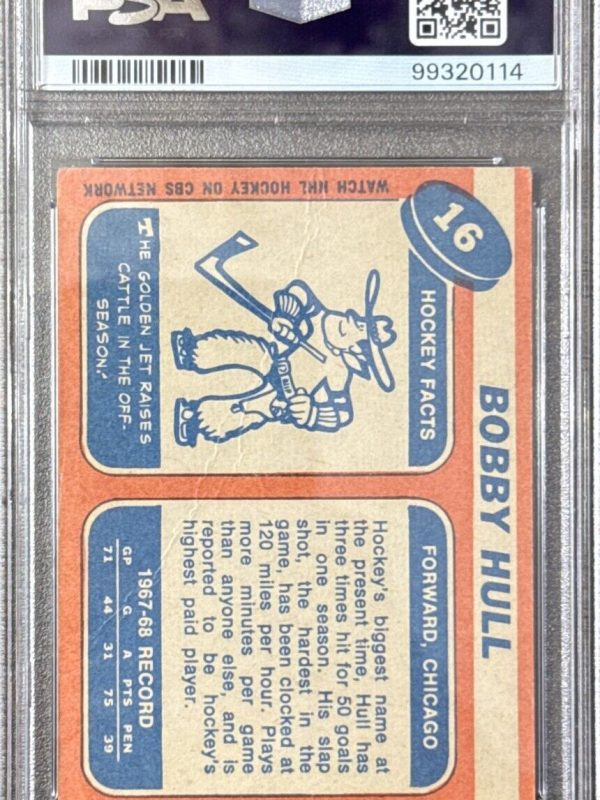 PSA
99320114
16
BOBBY HULL
HOCKEY FACTS
THE GOLDEN JET RAISES
CATTLE IN THE OFF-
SEASON.
WATCH NHL HOCKEY ON CBS NETWORK
FORWARD, CHICAGO
Hockey's biggest name at
the present time, Hull has
three times hit for 50 goals
in one season. His slap
shot, the hardest in the
game, has been clocked at
120 miles per hour. Plays
more minutes per game
than anyone else, and is
reported to be hockey's
highest paid player.
1967-68 RECORD
GP G A PTS PEN
71 44 31 75 39